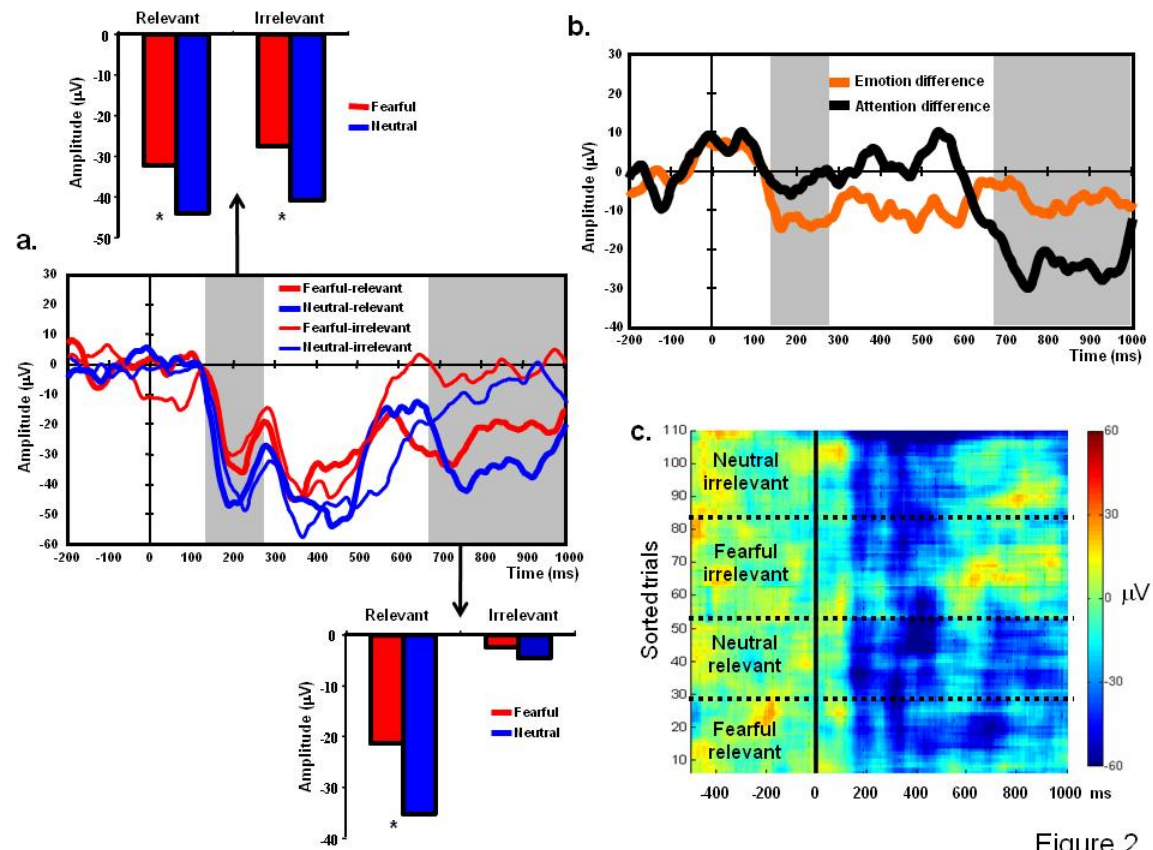 Relevant Irrelevant
0
-10
-20
-30
-40
-50
Amplitude (µV)
Fearful
Neutral
* *
a.
30
20
10
0
-10
-20
-30
-40
-50
-60
Amplitude (µV)
Fearful-relevant
Neutral-relevant
Fearful-irrelevant
Neutral-irrelevant
-200 -100 0 100 200 300 400 500 600 700 800 900 1000
Time (ms)
Relevant Irrelevant
0
-10
-20
-30
-40
Amplitude (µV)
Fearful
Neutral
*
b.
30
20
10
0
-10
-20
-30
-40
Amplitude (µV)
Emotion difference
Attention difference
-200 -100 0 100 200 300 400 500 600 700 800 900 1000
Time (ms)
c.
110
100
90
80
70
60
50
40
30
20
10
Sorted trials
Neutral
irrelevant
Fearful
irrelevant
Neutral
relevant
Fearful
relevant
-400 -200 0 200 400 600 800 1000 ms
60
30
0
-30
-60
µV
Figure 2